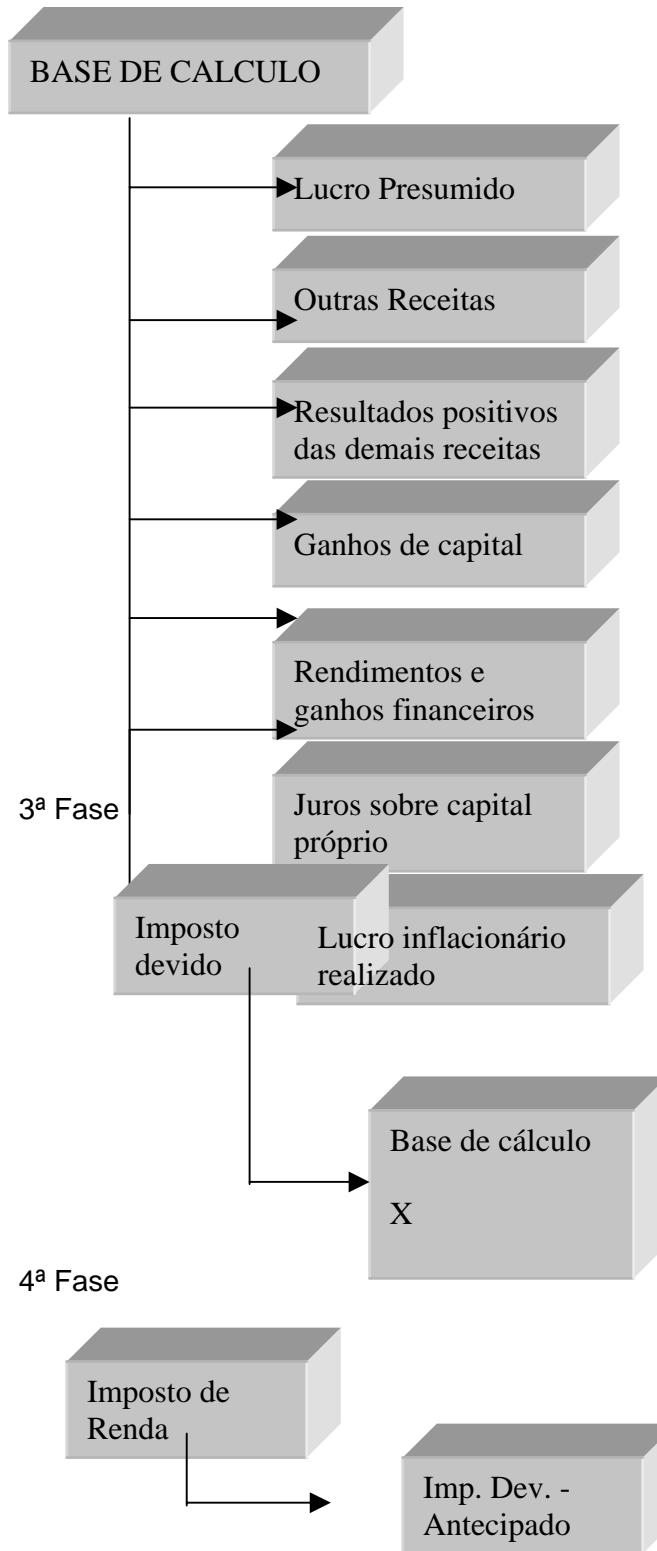 BASE DE CALCULO
Lucro Presumido
Outras Receitas
Resultados positivos
das demais receitas
Ganhos de capital
Rendimentos e
ganhos financeiros
3ª Fase
Juros sobre capital
próprio
Imposto
devido
Lucro inflacionário
realizado
Base de cálculo
X
4ª Fase
Imposto de
Renda
Imp. Dev. -
Antecipado